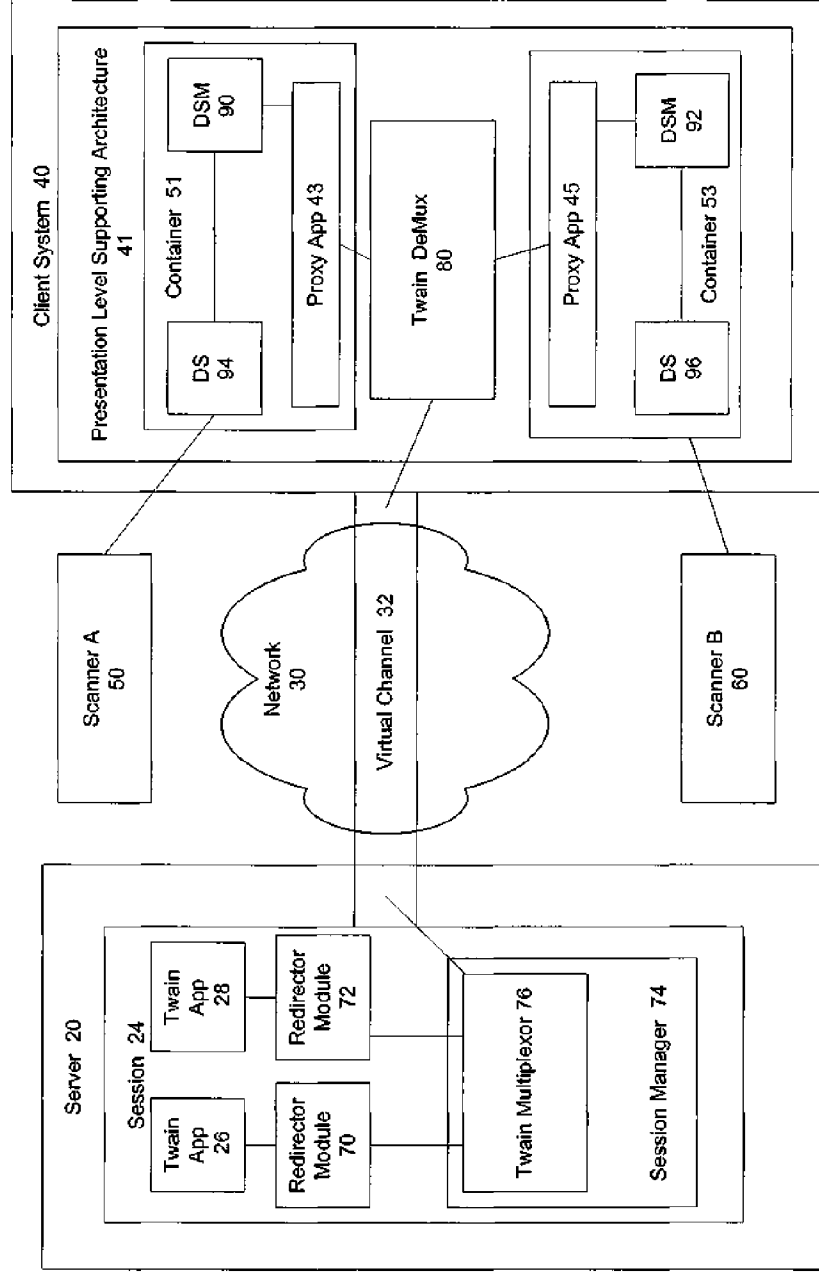 Server 20
Session 24
Twain
App
26
Twain
App
28
Redirector
Module
70
Redirector
Module
72
Twain Multiplexor 76
Session Manager 74
Scanner A
50
Network
30
Virtual Channel 32
Scanner B
60
Client System 40
Presentation Level Supporting Architecture
41
Container 51
DS
94
DSM
90
Proxy App 43
Twain DeMux
80
Proxy App 45
DS
96
DSM
92
Container 53